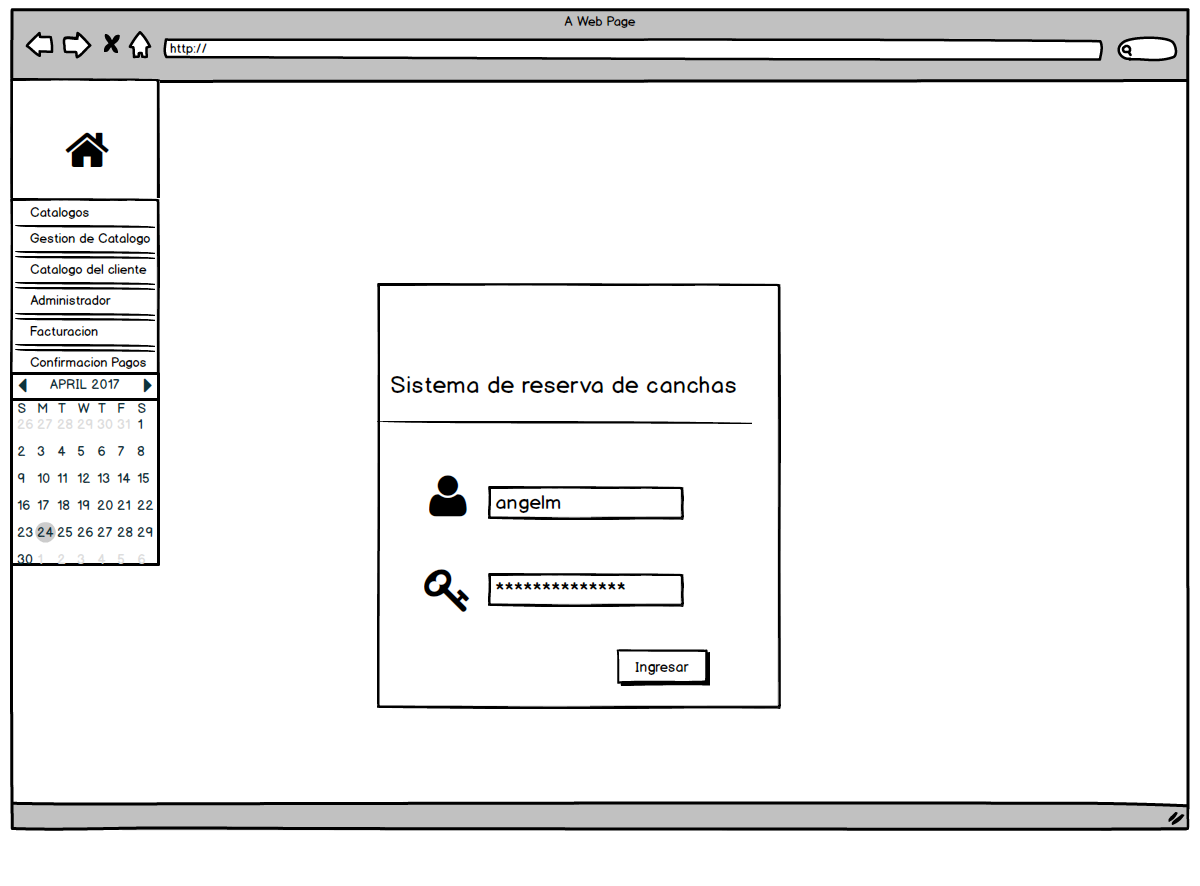 A Web Page
http://
Catalogos
Gestion de Catalogo
Catalogo del cliente
Administrador
Facturacion
Confirmacion Pagos
APRIL 2017
S M T W T F S
26 27 28 29 30 31 1
2 3 4 5 6 7 8
9 10 11 12 13 14 15
16 17 18 19 20 21 22
23 24 25 26 27 28 29
30 1 2 3 4 5 6
Sistema de reserva de canchas
angelm
**************
Ingresar